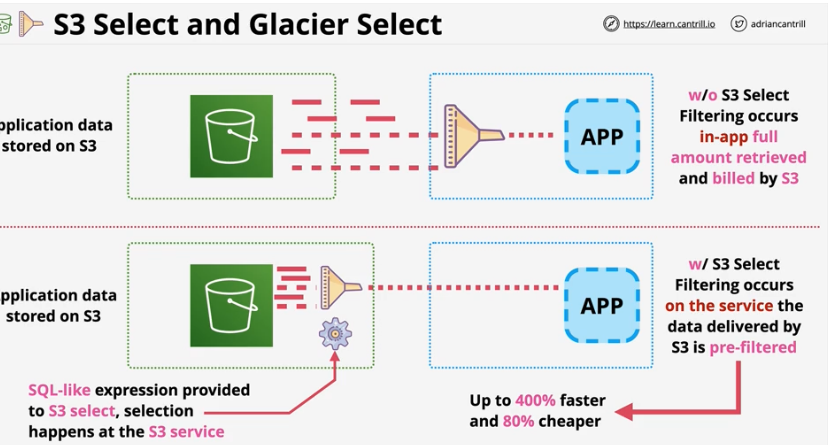 S3 Select and Glacier Select
https://learn.cantrill.io
adriancantrill
pplication data
stored on S3
APP
w/o S3 Select
Filtering occurs
in-app full
amount retrieved
and billed by S3
pplication data
stored on S3
APP
w/ S3 Select
Filtering occurs
on the service the
data delivered by
S3 is pre-filtered
SQL-like expression provided
to S3 select, selection
happens at the S3 service
Up to 400% faster
and 80% cheaper